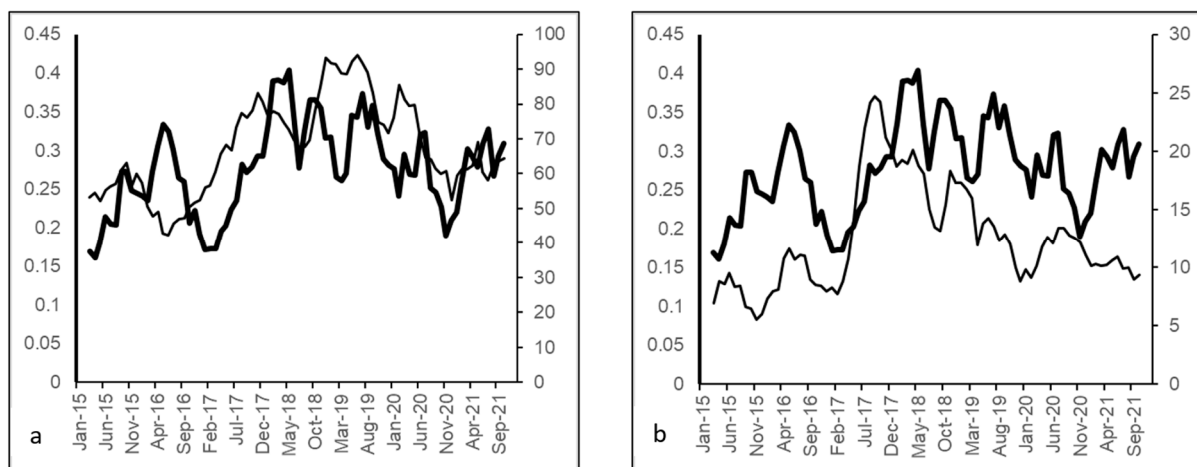 0.45
0.4
0.35
0.3
0.25
0.2
0.15
0.1
0.05
0
100
90
80
70
60
50
40
30
20
10
0
Jan-15
Jun-15
Nov-15
Apr-16
Sep-16
Feb-17
Jul-17
Dec-17
May-18
Oct-18
Mar-19
Aug-19
Jan-20
Jun-20
Nov-20
Apr-21
Sep-21
a
0.45
0.4
0.35
0.3
0.25
0.2
0.15
0.1
0.05
0
30
25
20
15
10
5
0
Jan-15
Jun-15
Nov-15
Apr-16
Sep-16
Feb-17
Jul-17
Dec-17
May-18
Oct-18
Mar-19
Aug-19
Jan-20
Jun-20
Nov-20
Apr-21
Sep-21
b